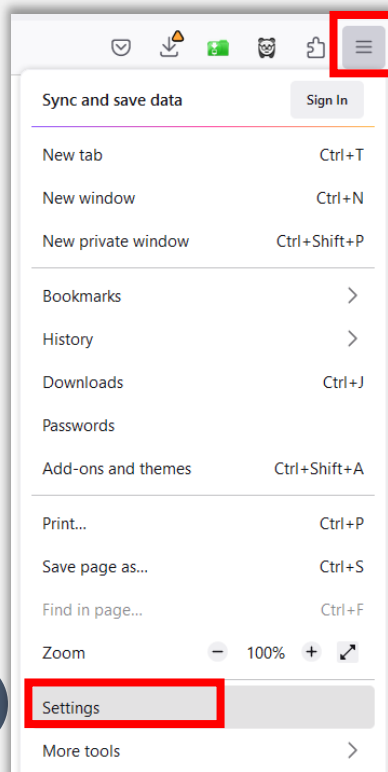 Sync and save data Sign In
New tab Ctrl+T
New window Ctrl+N
New private window Ctrl+Shift+P
Bookmarks
History
Downloads Ctrl+J
Passwords
Add-ons and themes Ctrl+Shift+A
Print... Ctrl+P
Save page as... Ctrl+S
Find in page... Ctrl+F
Zoom − 100% +
Settings
More tools